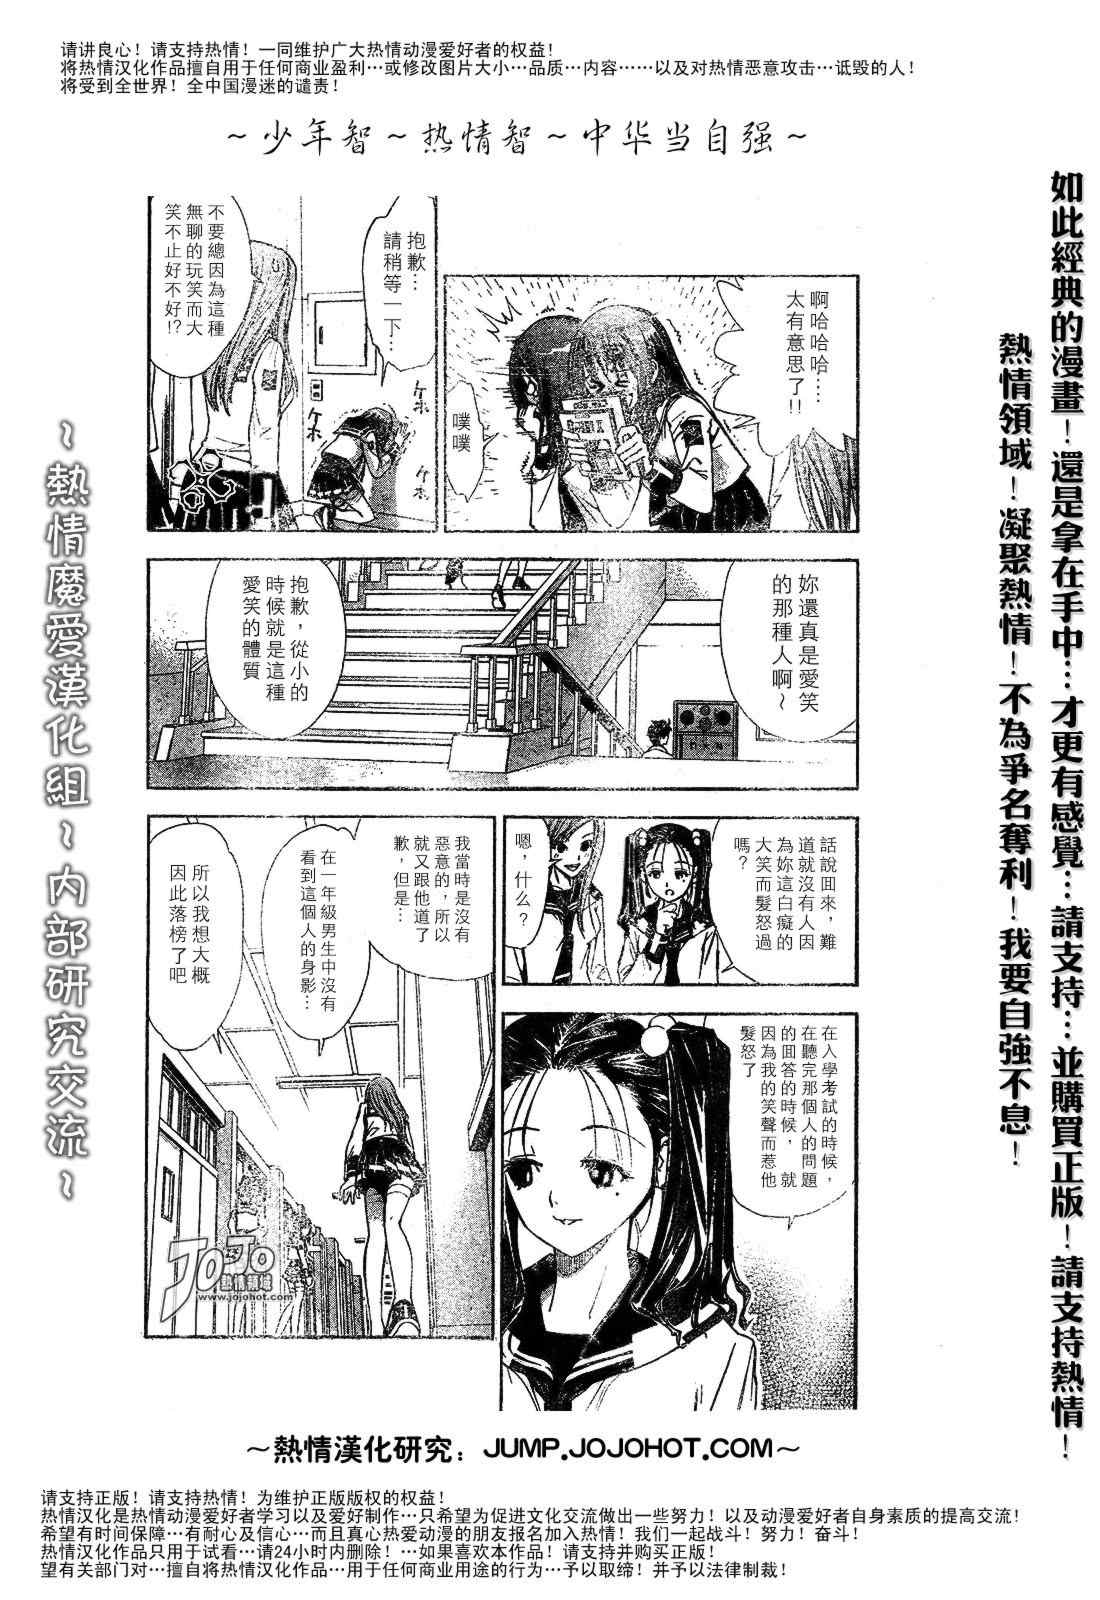 请讲良心！请支持热情！一同维护广大热情动漫爱好者的权益！
将热情汉化作品擅自用于任何商业盈利…或修改图片大小…品质…内容……以及对热情恶意攻击…诋毁的人！
将受到全世界！全中国漫迷的谴责！
～少年智～热情智～中华当自强～
如此經典的漫畫！還是拿在手中…才更有感覺…請支持…並購買正版！請支持熱情！
熱情領域！凝聚熱情！不為爭名奪利！我要自強不息！
啊哈哈哈…
太有意思了!!
噗噗
抱歉…
請稍等一下…
ケホ
ケホ
ケホ
不要總因為這種
無聊的玩笑而大
笑不止好不好!?
妳還真是愛笑
的那種人啊～
抱歉，從小的
時候就是這種
愛笑的體質
話說回來，難
道就沒有人因
為妳這白癡的
大笑而發怒過
嗎？
嗯，什么？
在入學考試的時候，
在聽完那個人的問題
的回答的時候，就
因為我的笑聲而惹他
髮怒了
我當時是沒有
惡意的，所以
就又跟他道了
歉，但是…
在一年級男生中沒有
看到這個人的身影…
所以我想大概
因此落榜了吧
JOJO
熱情領域
www.jojohot.com
～熱情魔愛漢化組～内部研究交流～
～熱情漢化研究：JUMP.JOJOHOT.COM～
请支持正版！请支持热情！为维护正版版权的权益！
热情汉化是热情动漫爱好者学习以及爱好制作…只希望为促进文化交流做出一些努力！以及动漫爱好者自身素质的提高交流！
希望有时间保障…有耐心及信心…而且真心热爱动漫的朋友报名加入热情！我们一起战斗！努力！奋斗！
热情汉化作品只用于试看…请24小时内删除！…如果喜欢本作品！请支持并购买正版！
望有关部门对…擅自将热情汉化作品…用于任何商业用途的行为…予以取缔！并予以法律制裁！